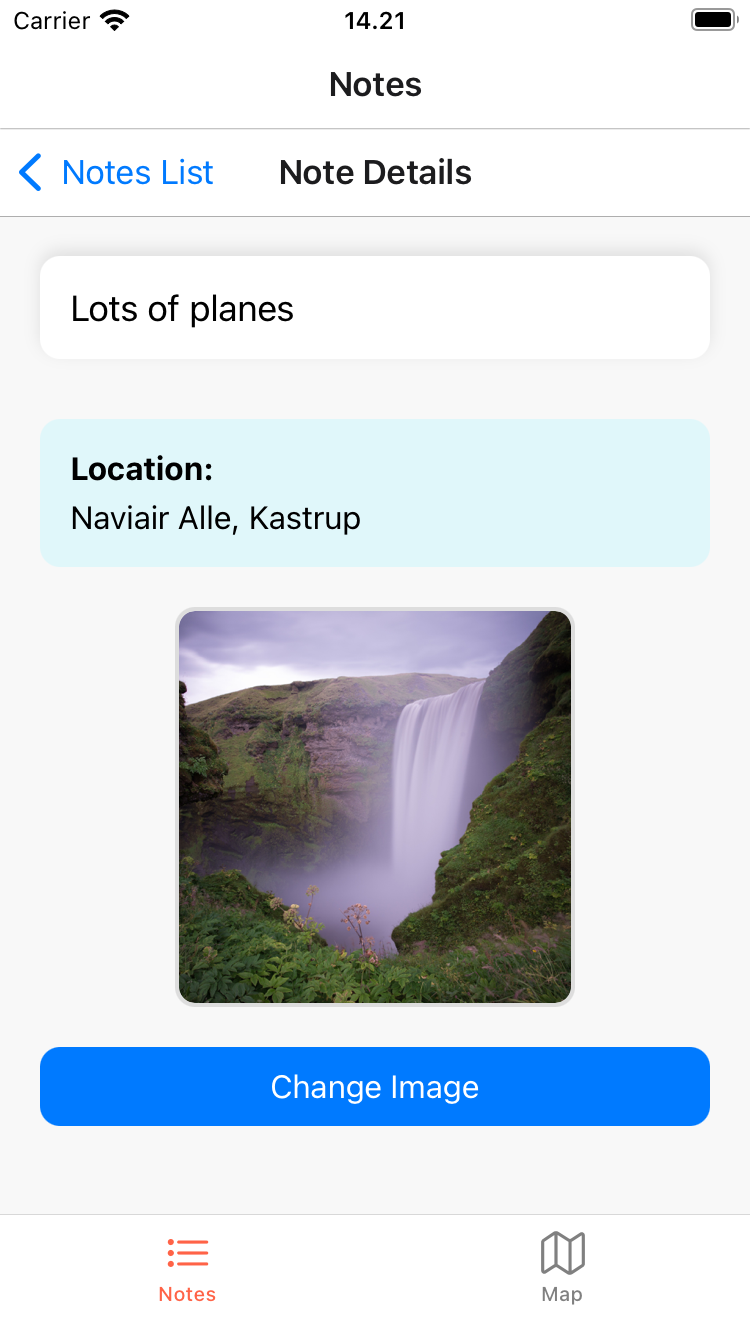 Carrier 14.21
Notes
Notes List Note Details
Lots of planes
Location:
Naviair Alle, Kastrup
Change Image
Notes Map